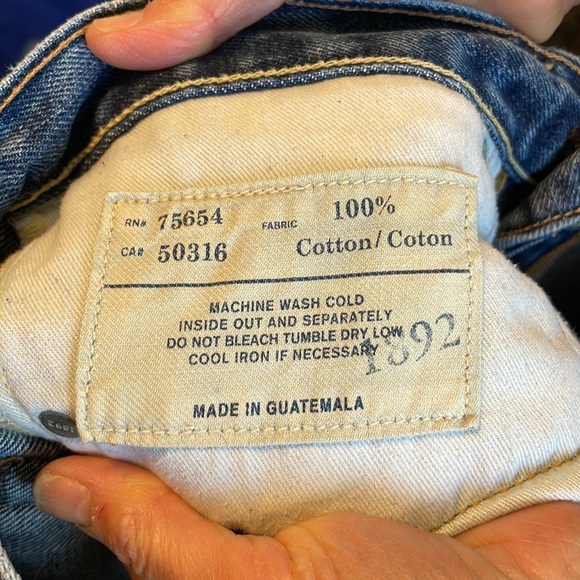 RN# 75654 FABRIC 100%
CA# 50316 Cotton/Coton
MACHINE WASH COLD
INSIDE OUT AND SEPARATELY
DO NOT BLEACH TUMBLE DRY LOW
COOL IRON IF NECESSARY
1892
MADE IN GUATEMALA
1892